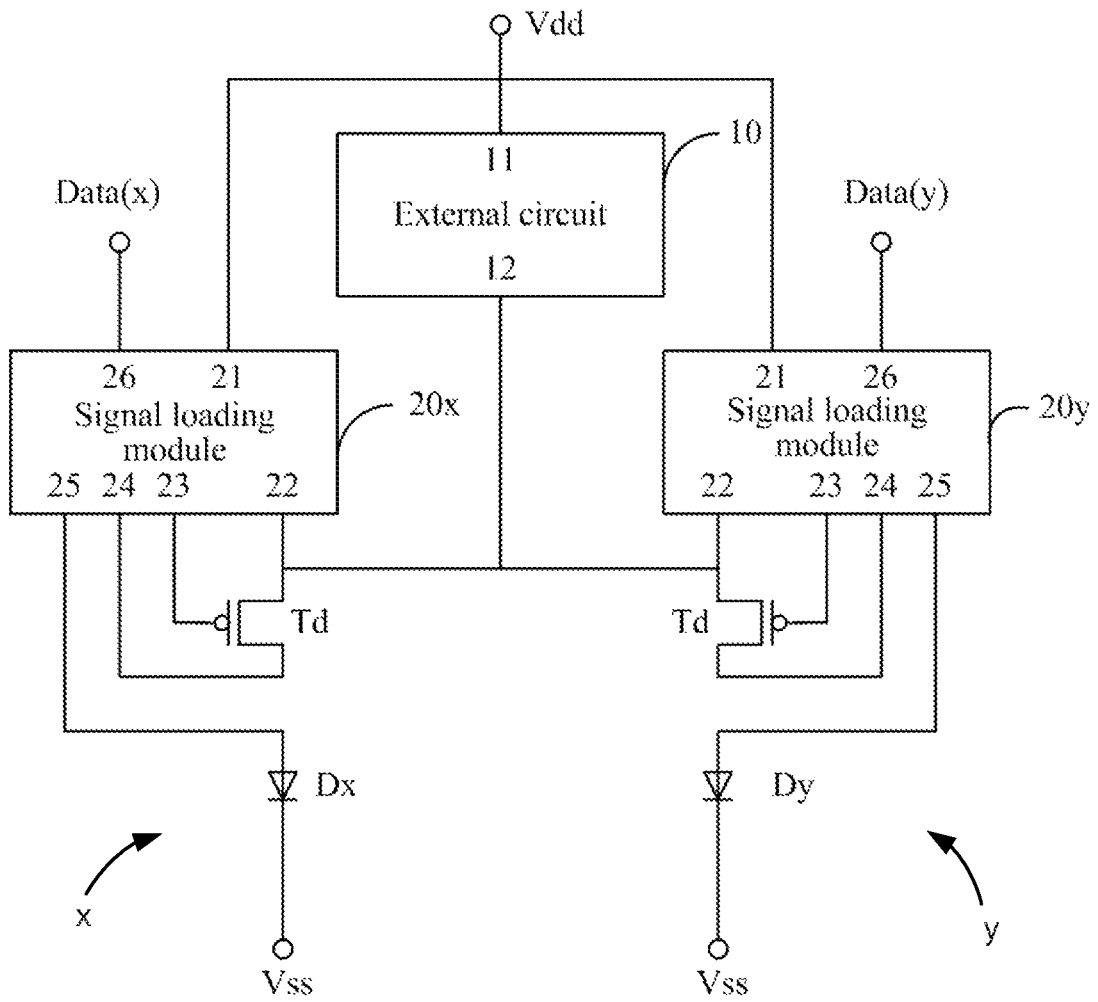 Vdd
10
11
External circuit
12
Data(x)
Data(y)
26 21
Signal loading
module
25 24 23 22
20x
21 26
Signal loading
module
22 23 24 25
20y
Td
Td
Dx
Dy
x
y
Vss
Vss